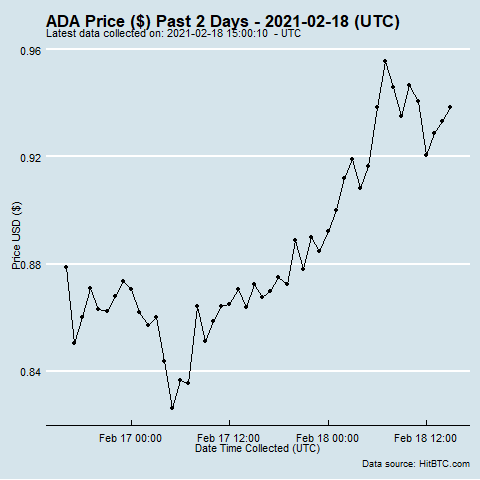 ADA Price ($) Past 2 Days - 2021-02-18 (UTC)
Latest data collected on: 2021-02-18 15:00:10 - UTC
0.96
0.92
0.88
0.84
Price USD ($)
Feb 17 00:00 Feb 17 12:00 Feb 18 00:00 Feb 18 12:00
Date Time Collected (UTC)
Data source: HitBTC.com